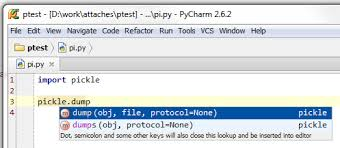 ptest - [D:\work\attaches\ptest] - ...\pi.py - PyCharm 2.6.2
File Edit View Navigate Code Refactor Run Tools VCS Window Help
ptest pi.py
pi.py
1 import pickle
2
3 pickle.dump
4 m dump(obj, file, protocol=None) pickle
m dumps(obj, protocol=None) pickle
Dot, semicolon and some other keys will also close this lookup and be inserted into editor